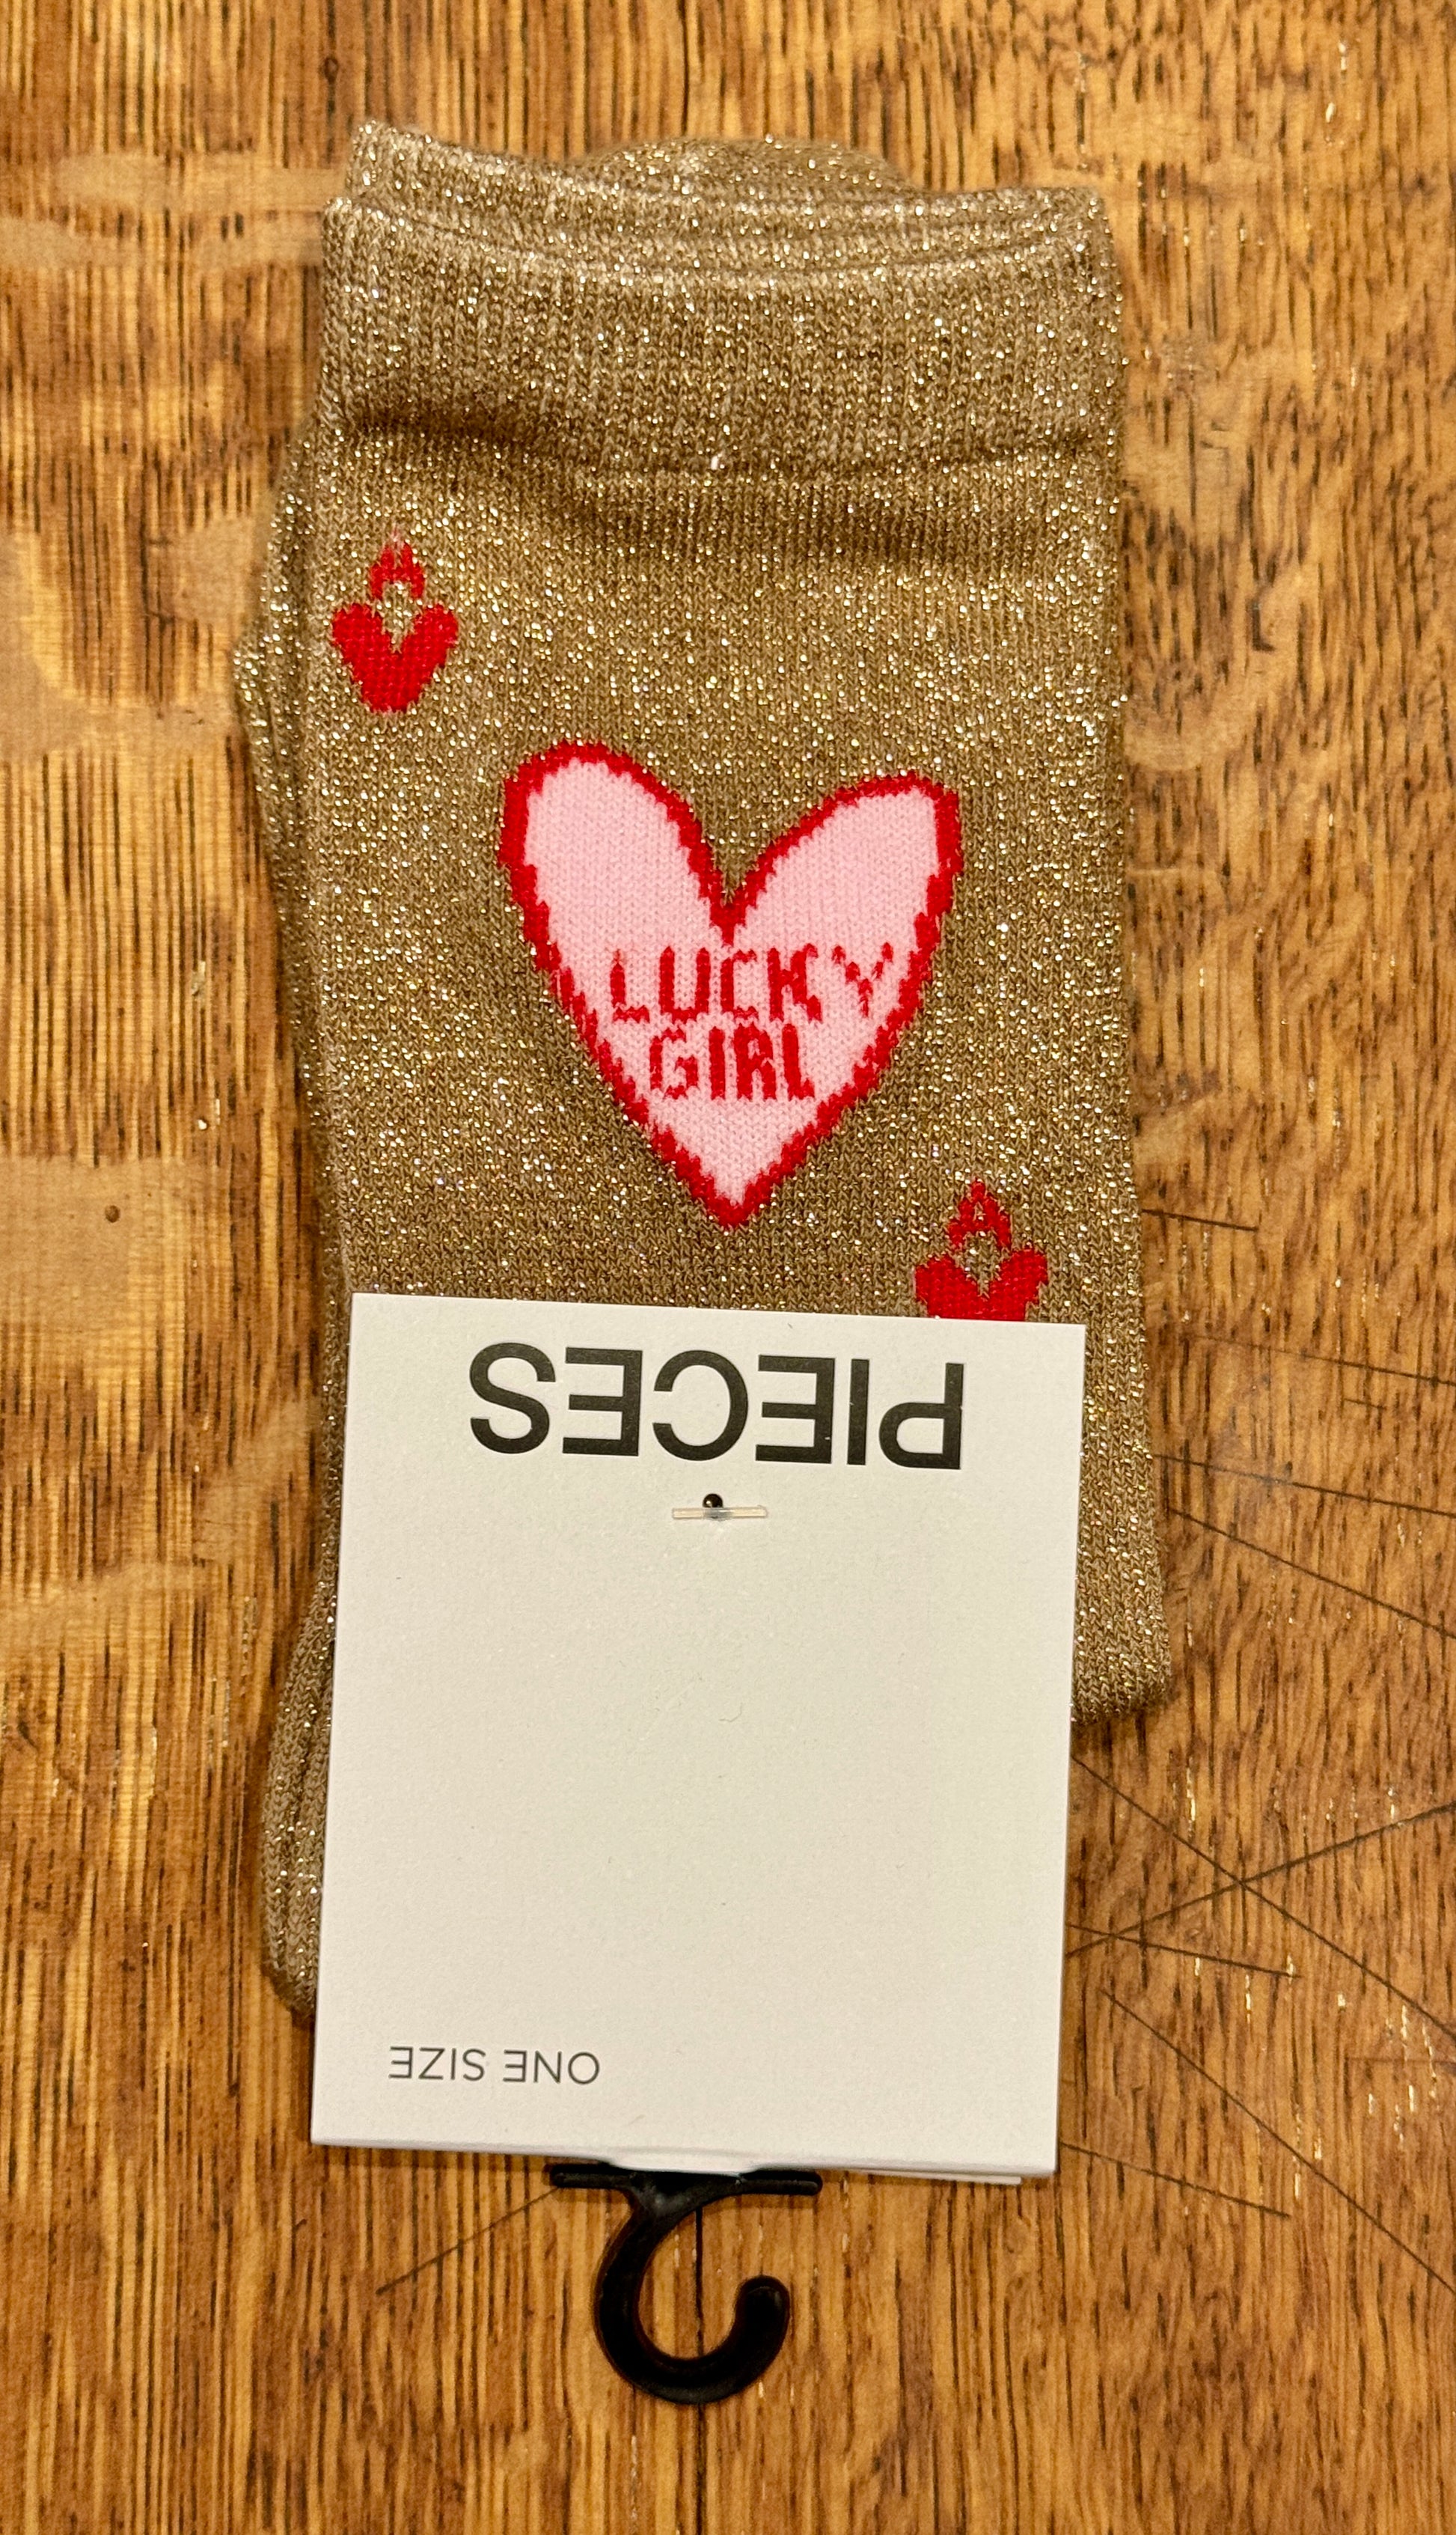 A
LUCKY
GIRL
A
PIECES
ONE SIZE